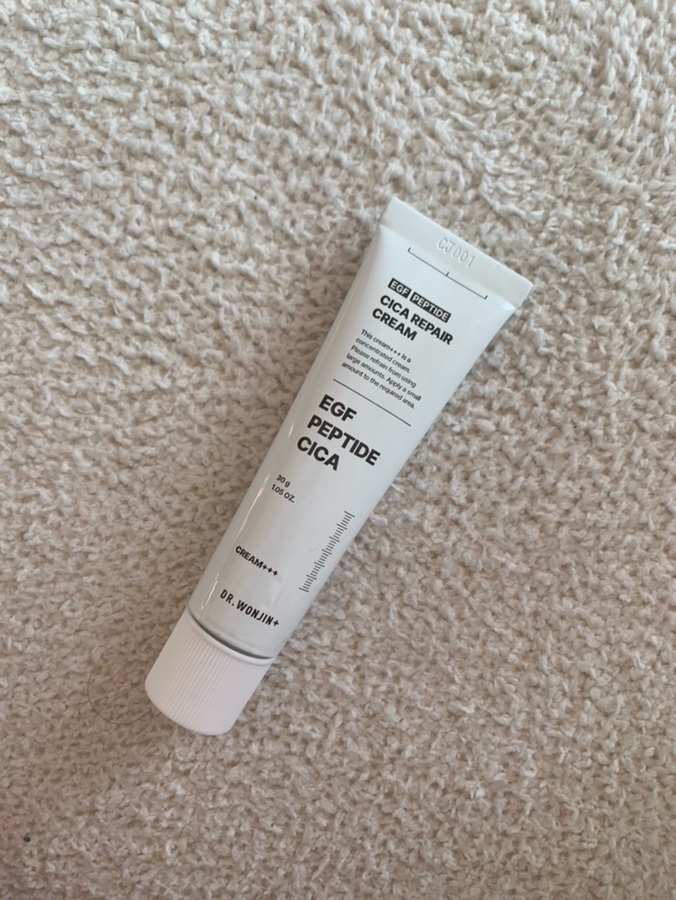 CJ001
EGF PEPTIDE
CICA REPAIR
CREAM
This cream+++ is a
concentrated cream.
Please refrain from using
large amounts. Apply a small
amount to the required area.
EGF
PEPTIDE
CICA
30 g
1.05 OZ.
CREAM+++
DR.WONJIN+